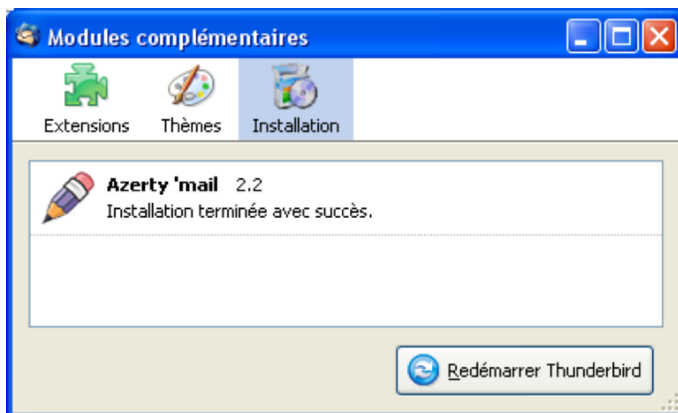 Modules complémentaires
Extensions Thèmes Installation
Azerty 'mail 2.2
Installation terminée avec succès.
Redémarrer Thunderbird